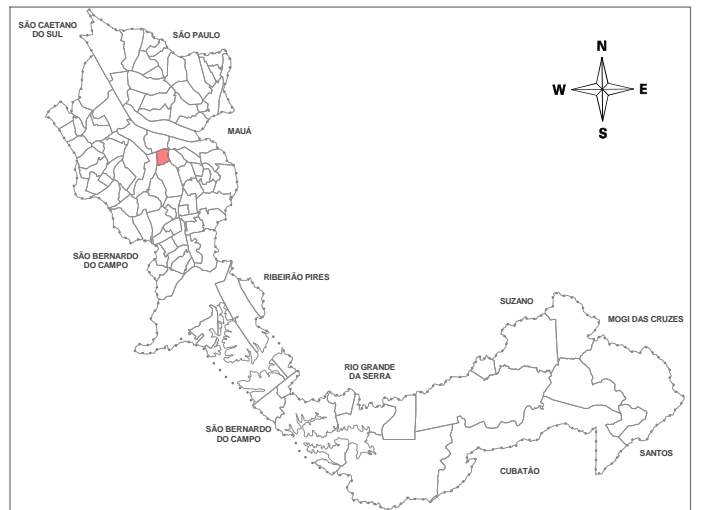 SÃO CAETANO
DO SUL
SÃO PAULO
N
W
E
S
MAUÁ
SÃO BERNARDO
DO CAMPO
RIBEIRÃO PIRES
SUZANO
MOGI DAS CRUZES
RIO GRANDE
DA SERRA
SÃO BERNARDO
DO CAMPO
SANTOS
CUBATÃO